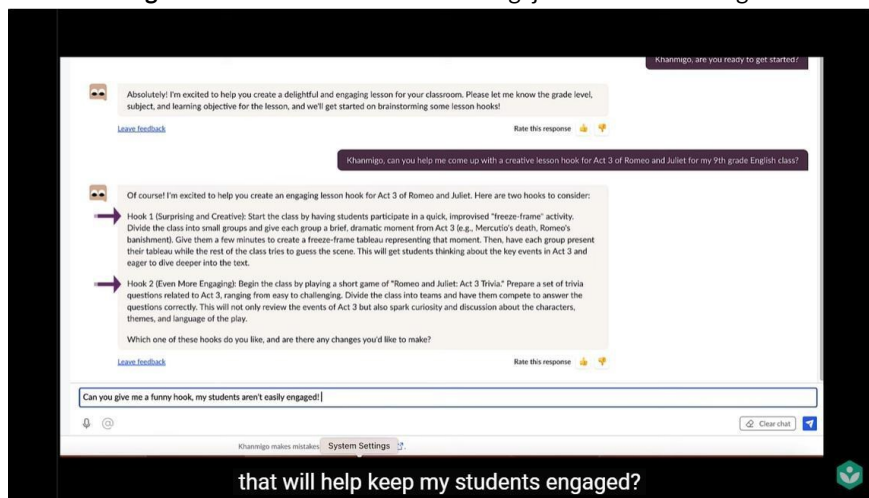 Khanmigo, are you ready to get started?
Absolutely! I'm excited to help you create a delightful and engaging lesson for your classroom. Please let me know the grade level,
subject, and learning objective for the lesson, and we'll get started on brainstorming some lesson hooks!
Leave feedback
Rate this response
Khanmigo, can you help me come up with a creative lesson hook for Act 3 of Romeo and Juliet for my 9th grade English class?
Of course! I'm excited to help you create an engaging lesson hook for Act 3 of Romeo and Juliet. Here are two hooks to consider:
Hook 1 (Surprising and Creative): Start the class by having students participate in a quick, improvised "freeze-frame" activity.
Divide the class into small groups and give each group a brief, dramatic moment from Act 3 (e.g., Mercutio's death, Romeo's
banishment). Give them a few minutes to create a freeze-frame tableau representing that moment. Then, have each group present
their tableau while the rest of the class tries to guess the scene. This will get students thinking about the key events in Act 3 and
eager to dive deeper into the text.
Hook 2 (Even More Engaging): Begin the class by playing a short game of "Romeo and Juliet: Act 3 Trivia." Prepare a set of trivia
questions related to Act 3, ranging from easy to challenging. Divide the class into teams and have them compete to answer the
questions correctly. This will not only review the events of Act 3 but also spark curiosity and discussion about the characters,
themes, and language of the play.
Which one of these hooks do you like, and are there any changes you'd like to make?
Leave feedback
Rate this response
Can you give me a funny hook, my students aren't easily engaged!
Clear chat
Khanmigo makes mistakes
System Settings
that will help keep my students engaged?